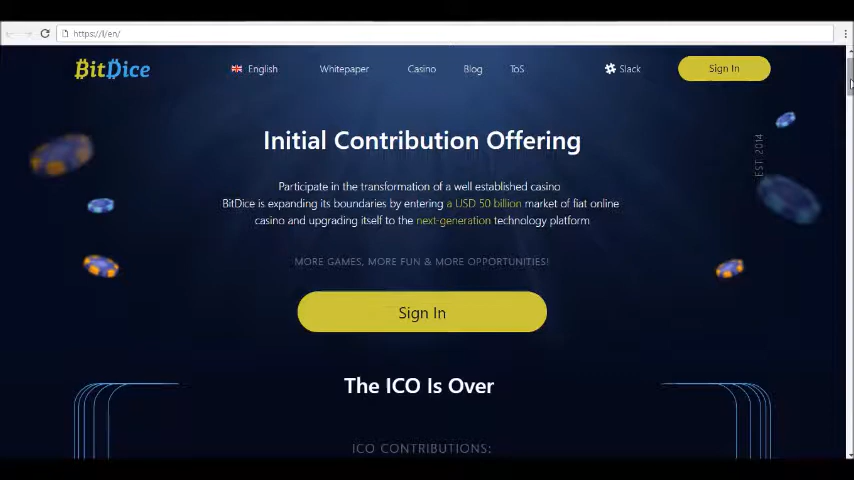 https://l/en/
BitDice
English
Whitepaper
Casino
Blog
ToS
Slack
Sign In
Initial Contribution Offering
EST. 2014
Participate in the transformation of a well established casino
BitDice is expanding its boundaries by entering a USD 50 billion market of fiat online
casino and upgrading itself to the next-generation technology platform
MORE GAMES, MORE FUN & MORE OPPORTUNITIES!
Sign In
The ICO Is Over
ICO CONTRIBUTIONS: